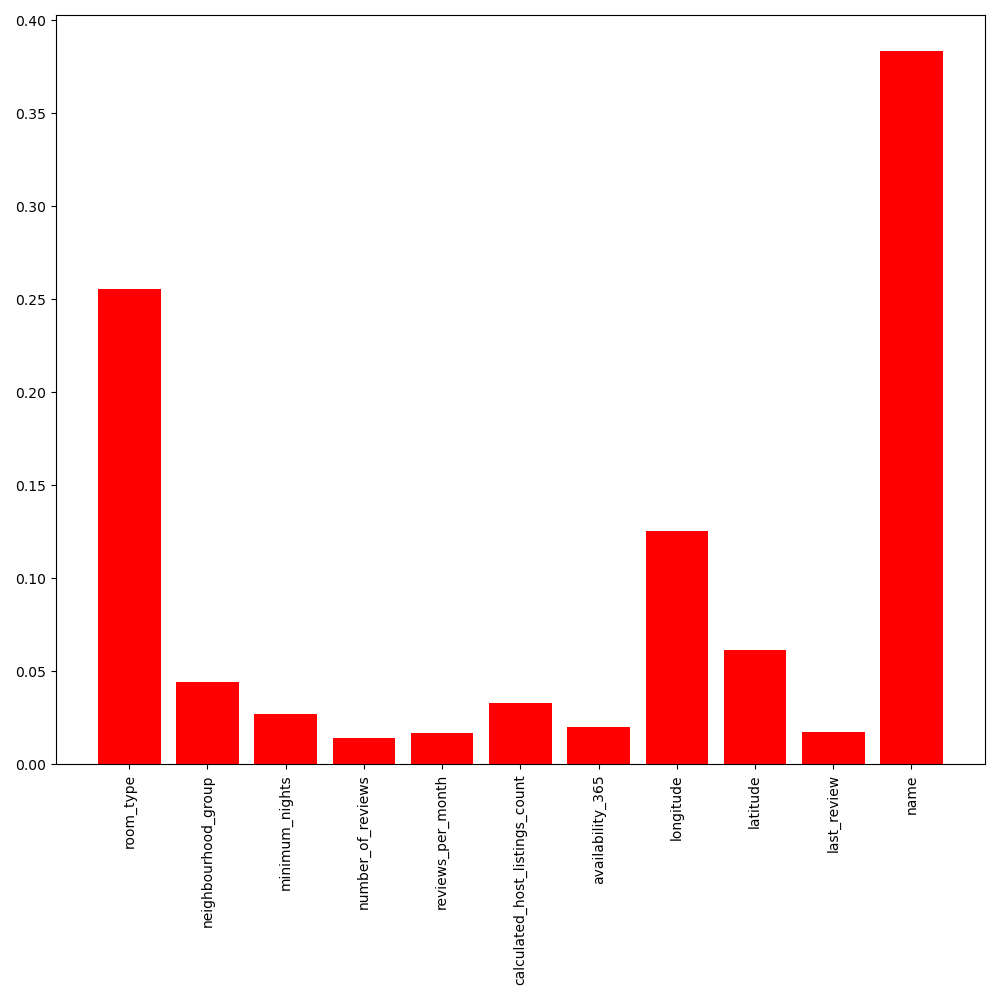 0.40
0.35
0.30
0.25
0.20
0.15
0.10
0.05
0.00
room_type
neighbourhood_group
minimum_nights
number_of_reviews
reviews_per_month
calculated_host_listings_count
availability_365
longitude
latitude
last_review
name